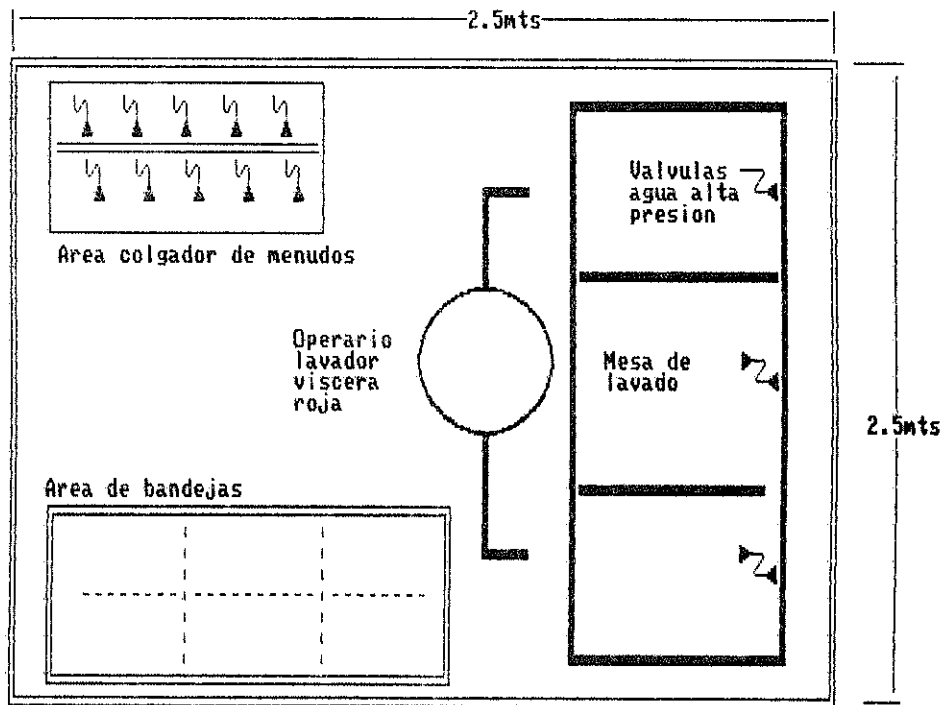 2.5mts
Area colgador de menudos
Valvulas
agua alta
presion
Operario
lavador
viscera
roja
Mesa de
lavado
2.5mts
Area de bandejas